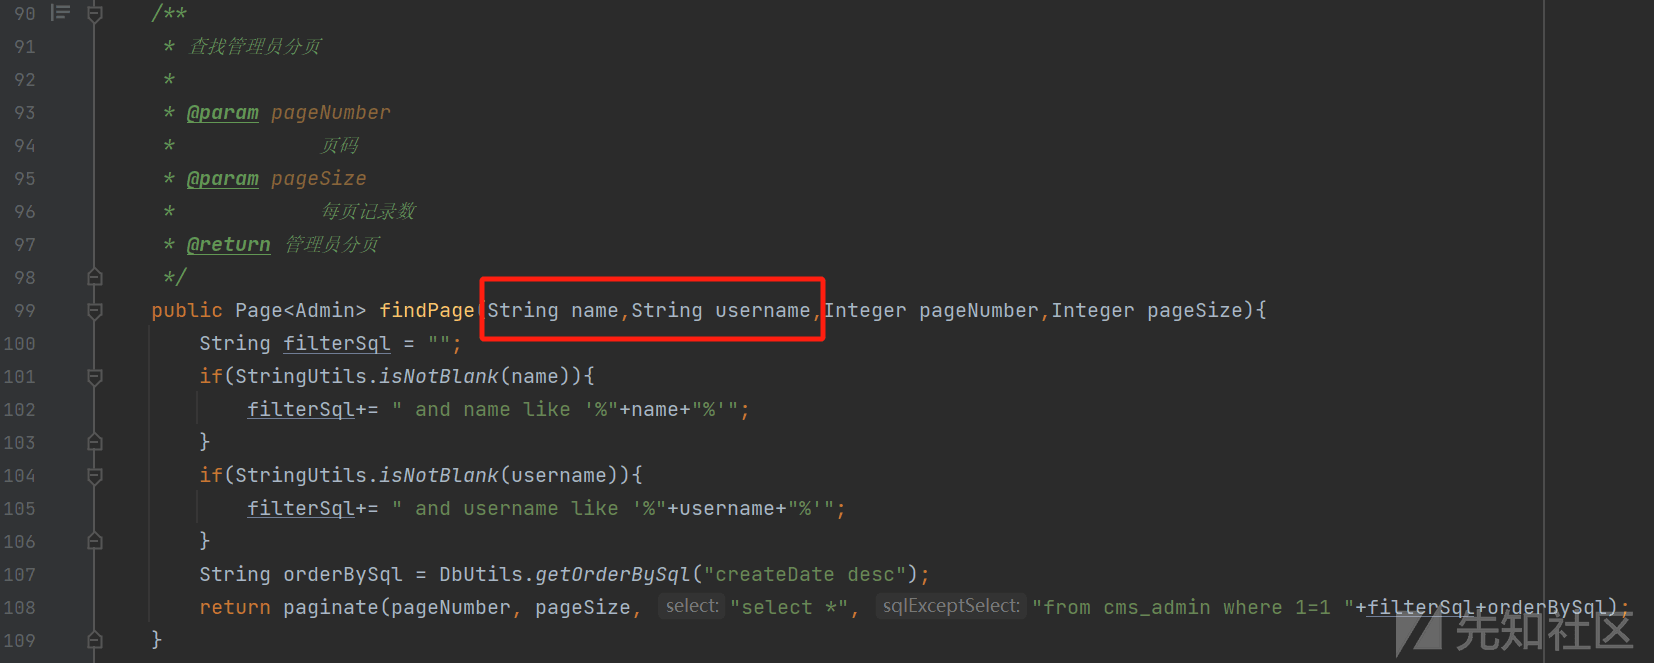 90 /**
91 * 查找管理员分页
92 *
93 * @param pageNumber
94 * 页码
95 * @param pageSize
96 * 每页记录数
97 * @return 管理员分页
98 */
99 public Page<Admin> findPage(String name,String username,Integer pageNumber,Integer pageSize){
100 String filterSql = "";
101 if(StringUtils.isNotBlank(name)){
102 filterSql+= " and name like '%"+name+"%'";
103 }
104 if(StringUtils.isNotBlank(username)){
105 filterSql+= " and username like '%"+username+"%'";
106 }
107 String orderBySql = DbUtils.getOrderBySql("createDate desc");
108 return paginate(pageNumber, pageSize, select: "select *", sqlExceptSelect: "from cms_admin where 1=1 "+filterSql+orderBySql);
109 }
先知社区